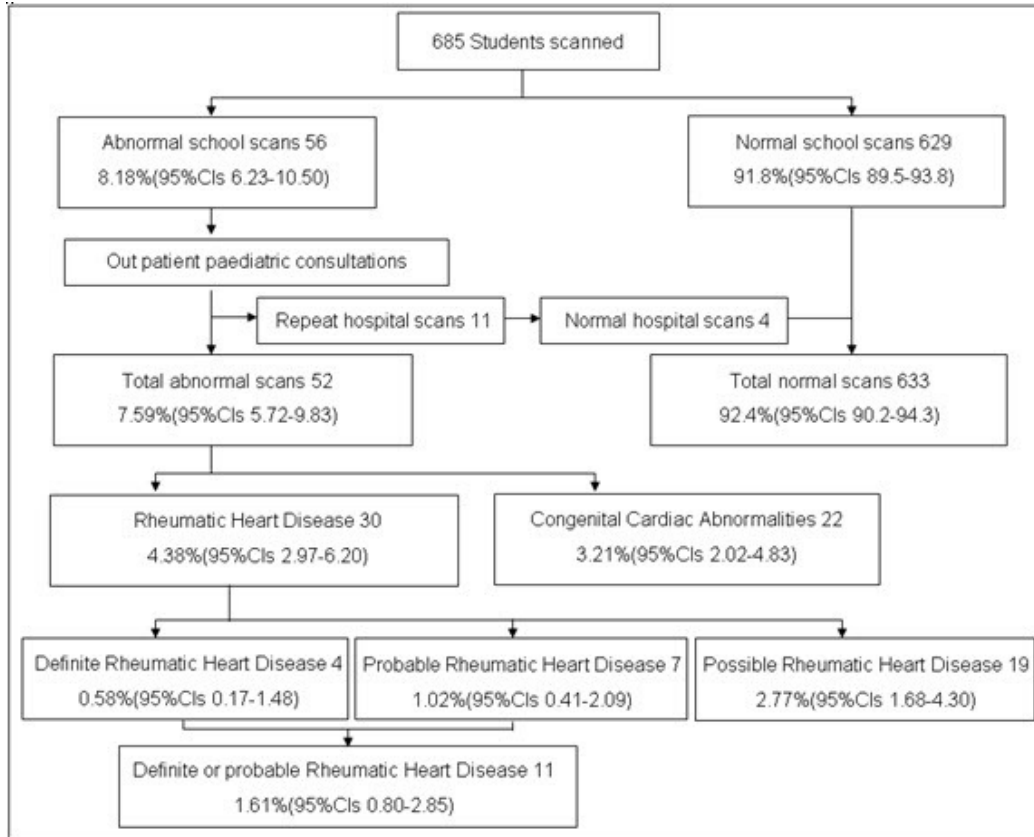 685 Students scanned
Abnormal school scans 56
8.18%(95%CIs 6.23-10.50)
Normal school scans 629
91.8%(95%CIs 89.5-93.8)
Out patient paediatric consultations
Repeat hospital scans 11
Normal hospital scans 4
Total abnormal scans 52
7.59%(95%CIs 5.72-9.83)
Total normal scans 633
92.4%(95%CIs 90.2-94.3)
Rheumatic Heart Disease 30
4.38%(95%CIs 2.97-6.20)
Congenital Cardiac Abnormalities 22
3.21%(95%CIs 2.02-4.83)
Definite Rheumatic Heart Disease 4
0.58%(95%CIs 0.17-1.48)
Probable Rheumatic Heart Disease 7
1.02%(95%CIs 0.41-2.09)
Possible Rheumatic Heart Disease 19
2.77%(95%CIs 1.68-4.30)
Definite or probable Rheumatic Heart Disease 11
1.61%(95%CIs 0.80-2.85)